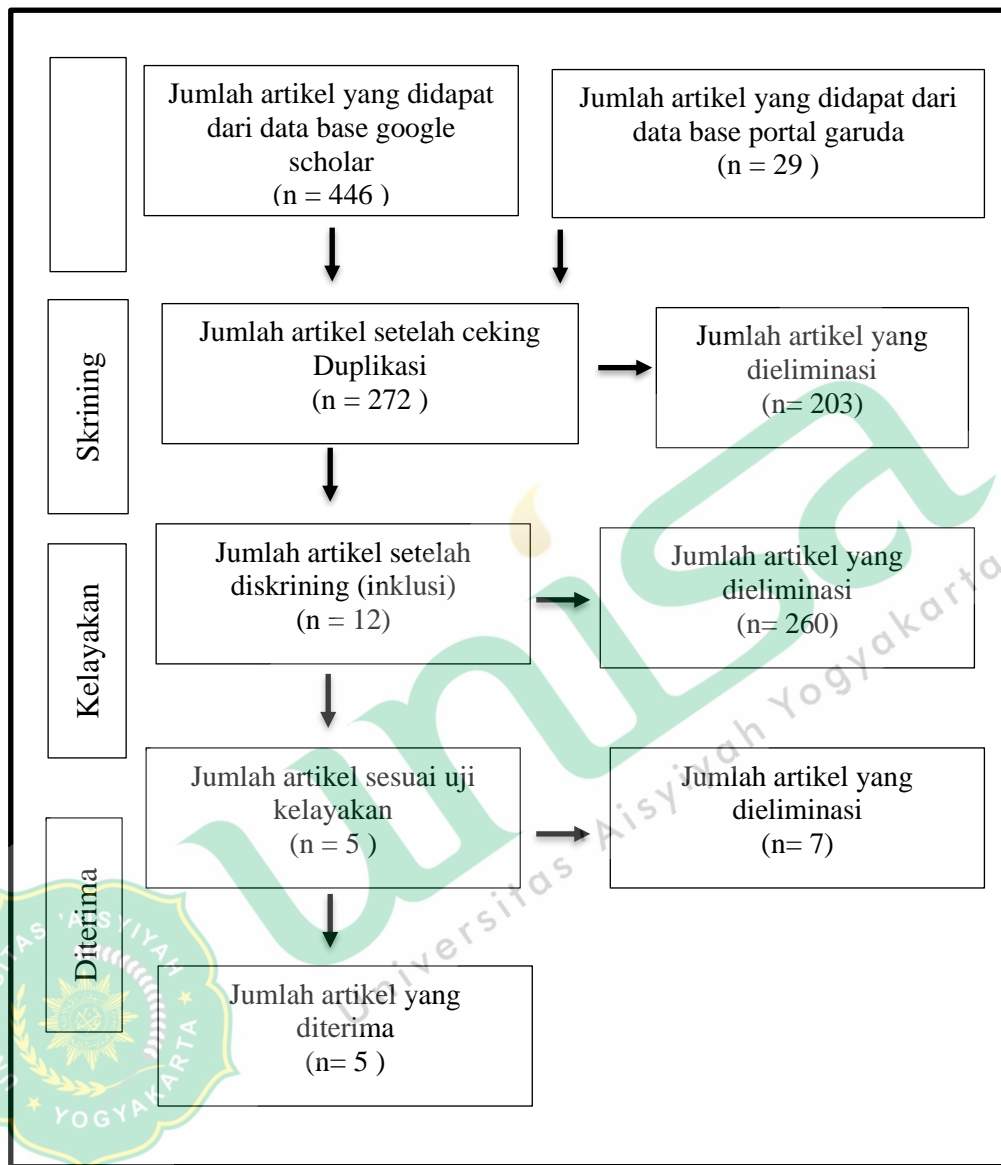 Jumlah artikel yang didapat
dari data base google
scholar
(n = 446 )
Jumlah artikel yang didapat dari
data base portal garuda
(n = 29 )
Skrining
Jumlah artikel setelah ceking
Duplikasi
(n = 272 )
Jumlah artikel yang
dieliminasi
(n= 203)
Kelayakan
Jumlah artikel setelah
diskrining (inklusi)
(n = 12)
Jumlah artikel yang
dieliminasi
(n= 260)
Jumlah artikel sesuai uji
kelayakan
(n = 5 )
Jumlah artikel yang
dieliminasi
(n= 7)
Diterima
Jumlah artikel yang
diterima
(n= 5 )
unisa
Universitas 'Aisyiyah Yogyakarta
'AISYIYAH
YOGYAKARTA